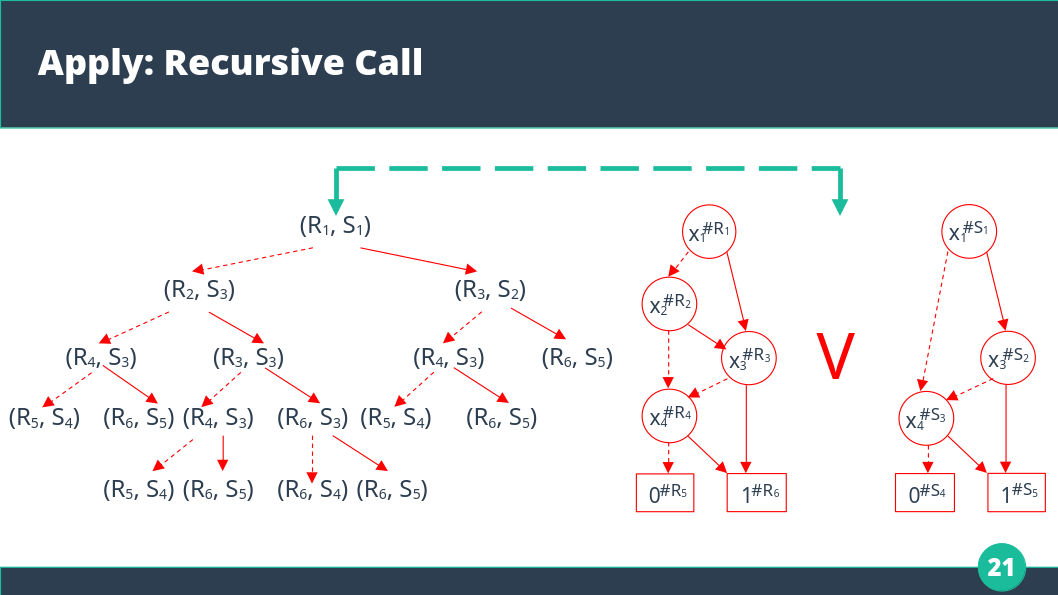 Apply: Recursive Call
(R₁, S₁)
x₁#R₁
x₁#S₁
(R₂, S₃)
(R₃, S₂)
x₂#R₂
(R₄, S₃)
(R₃, S₃)
(R₄, S₃)
(R₆, S₅)
x₃#R₃
V
x₃#S₂
(R₅, S₄)
(R₆, S₅)
(R₄, S₃)
(R₆, S₃)
(R₅, S₄)
(R₆, S₅)
x₄#R₄
x₄#S₃
(R₅, S₄)
(R₆, S₅)
(R₆, S₄)
(R₆, S₅)
0#R₅
1#R₆
0#S₄
1#S₅
21